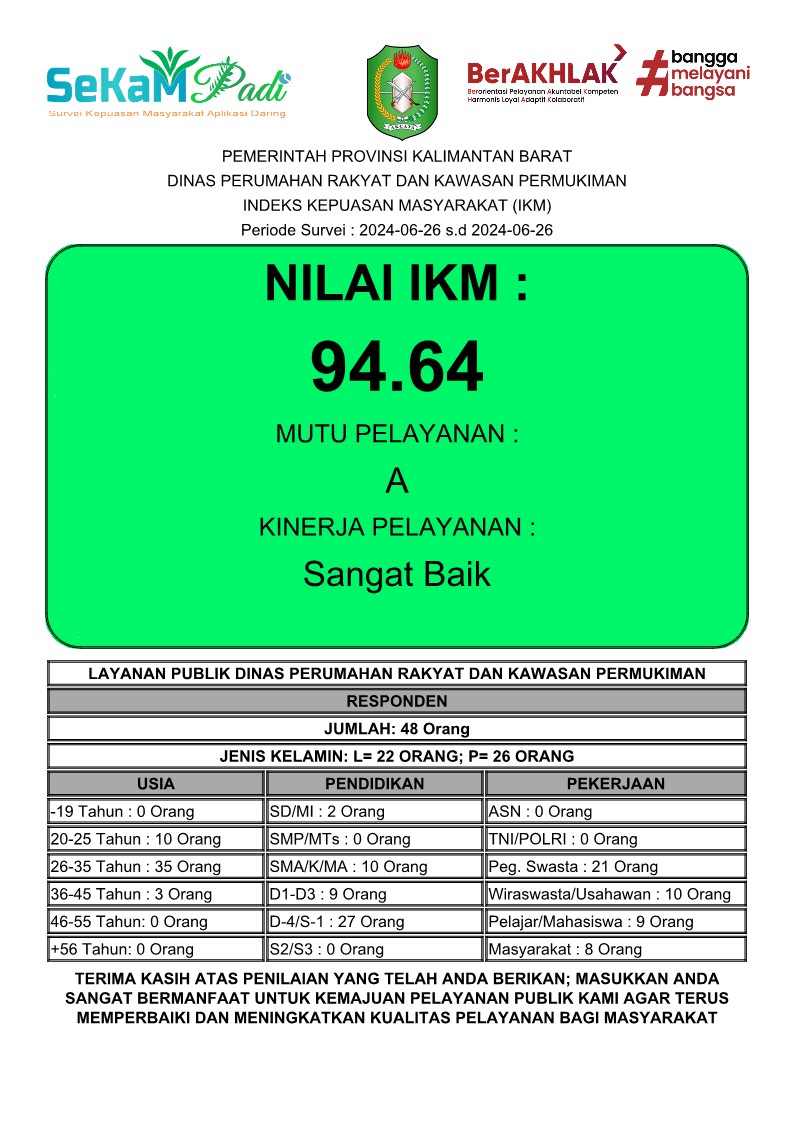 SeKaM Padi
Survei Kepuasan Masyarakat Aplikasi Daring
AKCAYA
BerAKHLAK
Berorientasi Pelayanan Akuntabel Kompeten
Harmonis Loyal Adaptif Kolaboratif
# bangga
melayani
bangsa
PEMERINTAH PROVINSI KALIMANTAN BARAT
DINAS PERUMAHAN RAKYAT DAN KAWASAN PERMUKIMAN
INDEKS KEPUASAN MASYARAKAT (IKM)
Periode Survei : 2024-06-26 s.d 2024-06-26
NILAI IKM :
94.64
MUTU PELAYANAN :
A
KINERJA PELAYANAN :
Sangat Baik
LAYANAN PUBLIK DINAS PERUMAHAN RAKYAT DAN KAWASAN PERMUKIMAN
RESPONDEN
JUMLAH: 48 Orang
JENIS KELAMIN: L= 22 ORANG; P= 26 ORANG
USIA PENDIDIKAN PEKERJAAN
-19 Tahun : 0 Orang SD/MI : 2 Orang ASN : 0 Orang
20-25 Tahun : 10 Orang SMP/MTs : 0 Orang TNI/POLRI : 0 Orang
26-35 Tahun : 35 Orang SMA/K/MA : 10 Orang Peg. Swasta : 21 Orang
36-45 Tahun : 3 Orang D1-D3 : 9 Orang Wiraswasta/Usahawan : 10 Orang
46-55 Tahun: 0 Orang D-4/S-1 : 27 Orang Pelajar/Mahasiswa : 9 Orang
+56 Tahun: 0 Orang S2/S3 : 0 Orang Masyarakat : 8 Orang
TERIMA KASIH ATAS PENILAIAN YANG TELAH ANDA BERIKAN; MASUKKAN ANDA
SANGAT BERMANFAAT UNTUK KEMAJUAN PELAYANAN PUBLIK KAMI AGAR TERUS
MEMPERBAIKI DAN MENINGKATKAN KUALITAS PELAYANAN BAGI MASYARAKAT